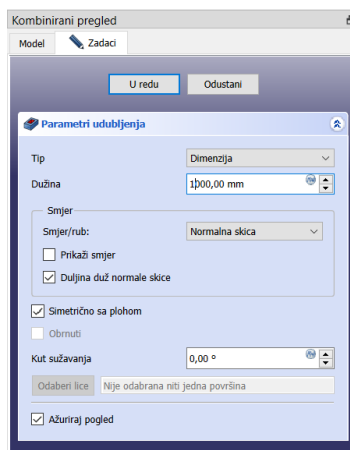 Kombinirani pregled
Model Zadaci
U redu Odustani
Parametri udubljenja
Tip Dimenzija
Dužina 1000,00 mm
Smjer
Smjer/rub: Normalna skica
Prikaži smjer
Duljina duž normale skice
Simetrično sa plohom
Obrnuti
Kut sužavanja 0,00 °
Odaberi lice Nije odabrana niti jedna površina
Ažuriraj pogled